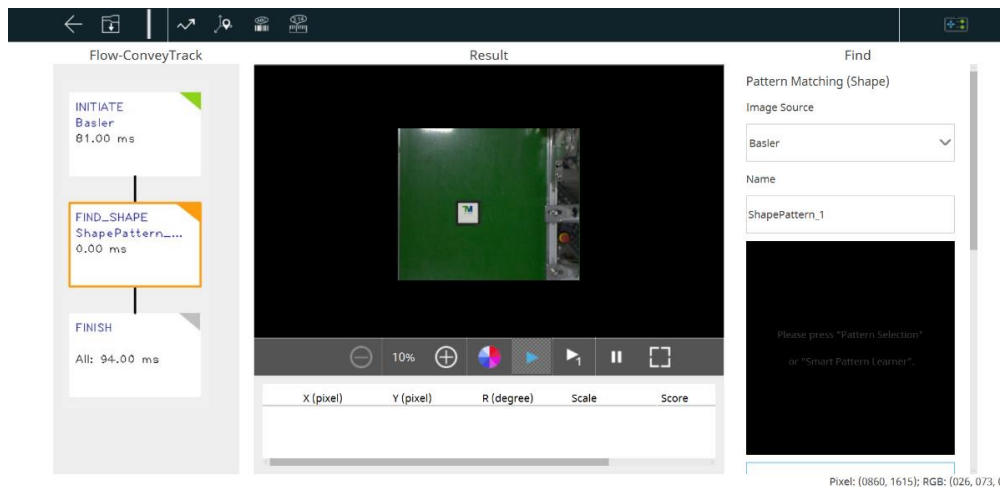 Flow-ConveyTrack
Result
Find
INITIATE
Basler
81.00 ms
FIND_SHAPE
ShapePattern_...
0.00 ms
FINISH
All: 94.00 ms
TM
10%
1
X (pixel) Y (pixel) R (degree) Scale Score
Pattern Matching (Shape)
Image Source
Basler
Name
ShapePattern_1
Please press "Pattern Selection"
or "Smart Pattern Learner".
Pixel: (0860, 1615); RGB: (026, 073,